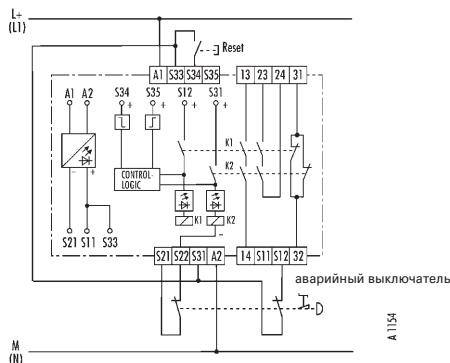 L+
(L1)
Reset
A1 S33 S34 S35 13 23 24 31
A1 A2 S34 S35 S12 S31
+ + + +
K1
K2
CONTROL-
LOGIC
- +
K1 K2
-
S21 S11 S33
S21 S22 S31 A2 14 S11 S12 32
аварийный выключатель
A 1154
M
(N)